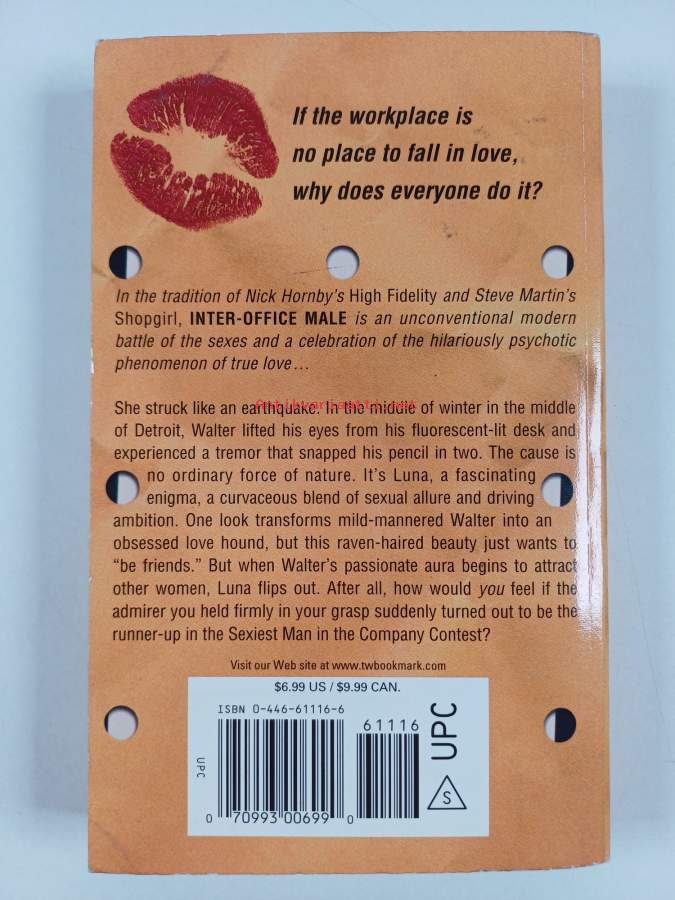 If the workplace is
no place to fall in love,
why does everyone do it?
In the tradition of Nick Hornby's High Fidelity and Steve Martin's
Shopgirl, INTER-OFFICE MALE is an unconventional modern
battle of the sexes and a celebration of the hilariously psychotic
phenomenon of true love...
She struck like an earthquake. In the middle of winter in the middle
of Detroit, Walter lifted his eyes from his fluorescent-lit desk and
experienced a tremor that snapped his pencil in two. The cause is
no ordinary force of nature. It's Luna, a fascinating
enigma, a curvaceous blend of sexual allure and driving
ambition. One look transforms mild-mannered Walter into an
obsessed love hound, but this raven-haired beauty just wants to
“be friends.” But when Walter's passionate aura begins to attract
other women, Luna flips out. After all, how would you feel if the
admirer you held firmly in your grasp suddenly turned out to be the
runner-up in the Sexiest Man in the Company Contest?
Visit our Web site at www.twbookmark.com
$6.99 US / $9.99 CAN.
ISBN 0-446-61116-6
61116
UPC
UPC
S
0 70993 00699 0